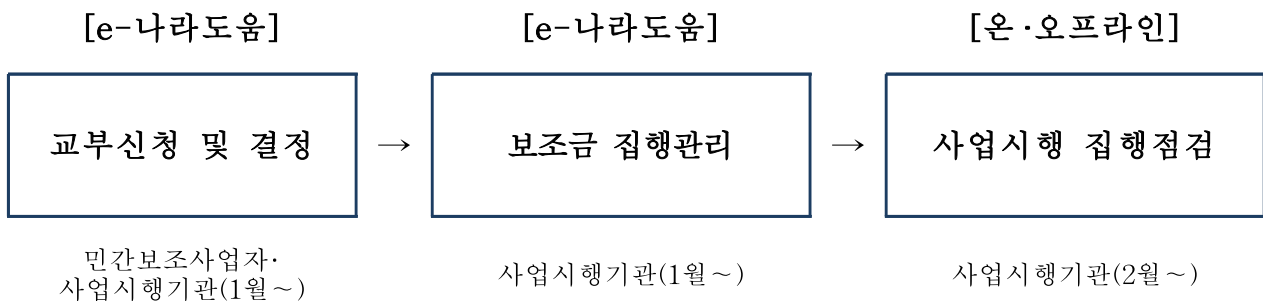 [e-나라도움]
[e-나라도움]
[온·오프라인]
교부신청 및 결정
→
보조금 집행관리
→
사업시행 집행점검
민간보조사업자·
사업시행기관(1월～)
사업시행기관(1월～)
사업시행기관(2월～)